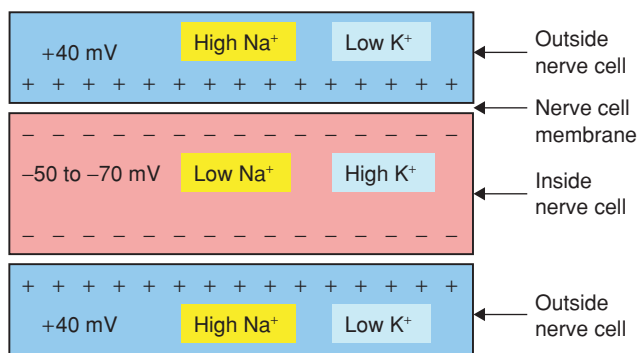 +40 mV High Na⁺ Low K⁺ Outside
nerve cell
+ + + + + + + + + + + + + + +
Nerve cell
membrane
− − − − − − − − − − − − − − −
−50 to −70 mV Low Na⁺ High K⁺ Inside
nerve cell
− − − − − − − − − − − − − − −
+ + + + + + + + + + + + + + +
+40 mV High Na⁺ Low K⁺ Outside
nerve cell